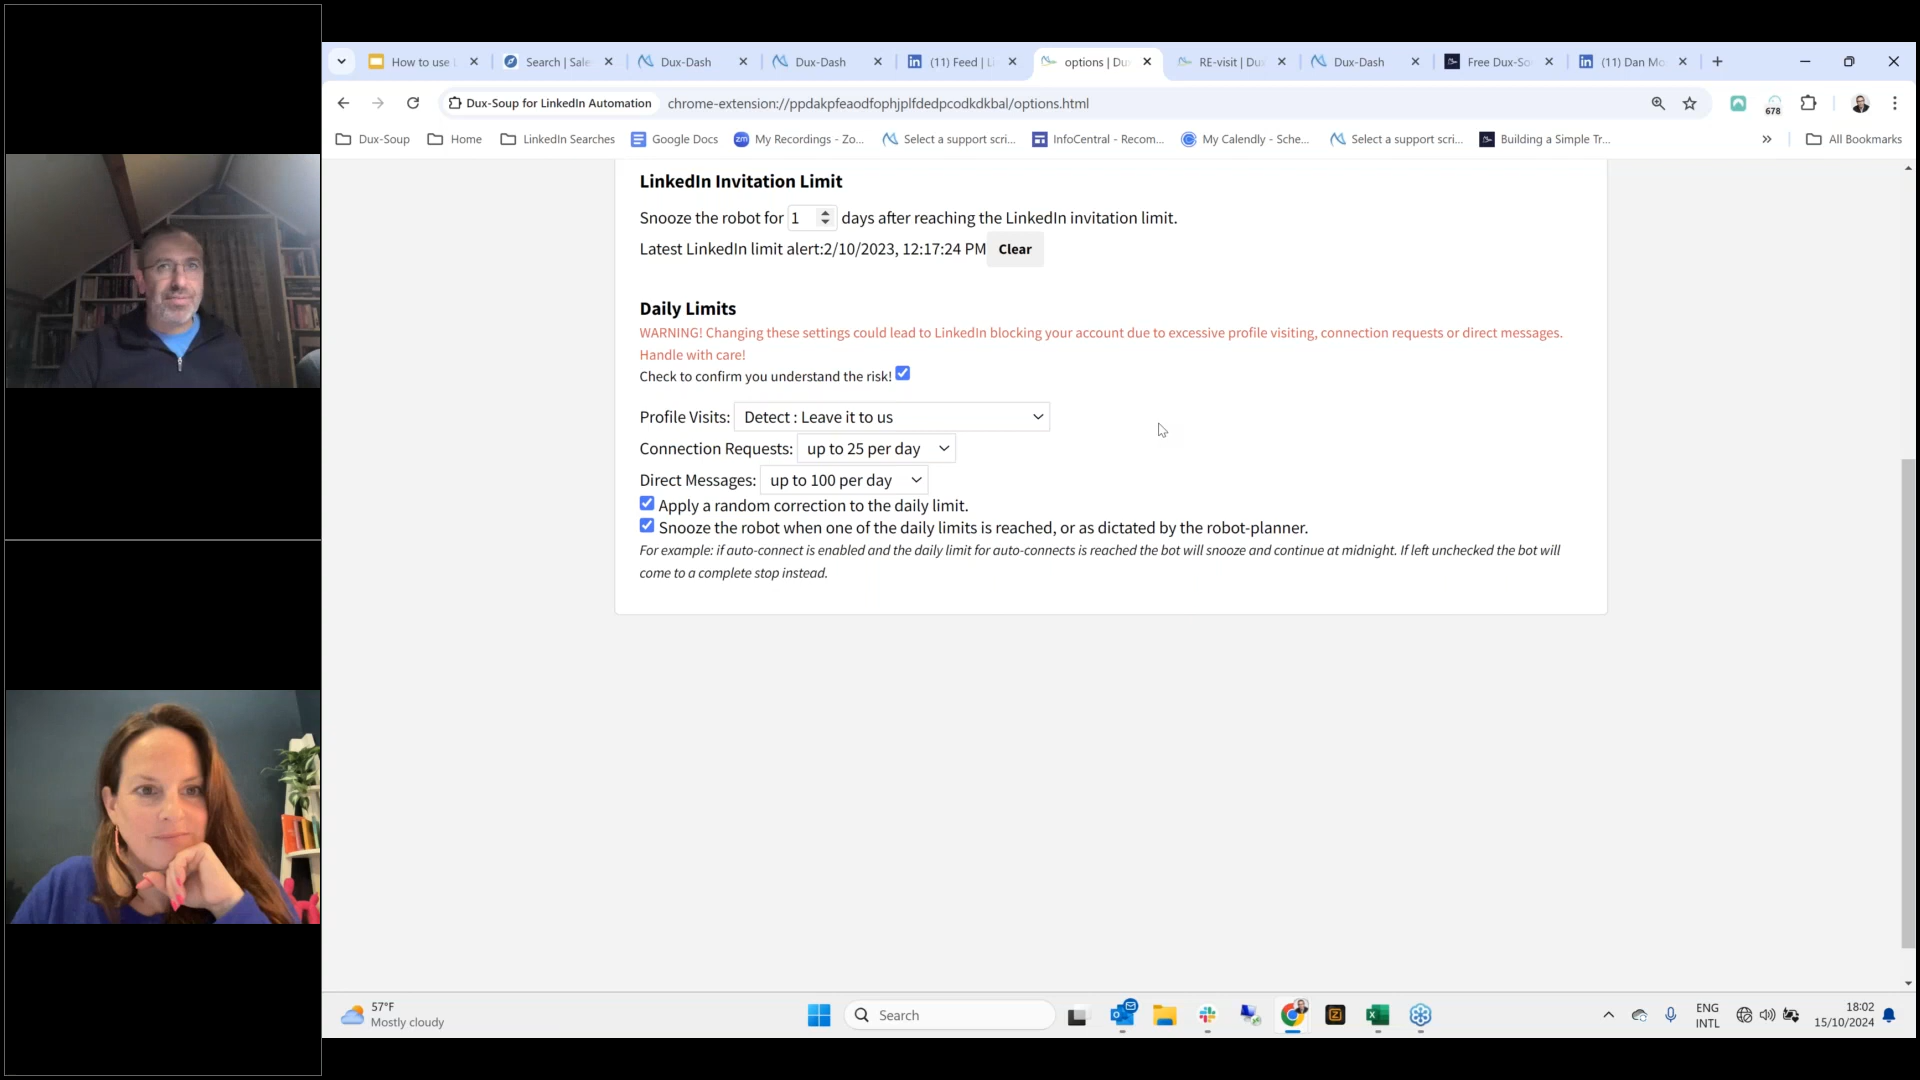 How to use
Search | Sale
Dux-Dash
Dux-Dash
(11) Feed | Li
options | Du
RE-visit | Du
Dux-Dash
Free Dux-So
(11) Dan Mo
Dux-Soup for LinkedIn Automation
chrome-extension://ppdakpfeaodfophjplfdedpcodkdkbal/options.html
678
Dux-Soup
Home
LinkedIn Searches
Google Docs
zm
My Recordings - Zo...
Select a support scri...
InfoCentral - Recom...
My Calendly - Sche...
Select a support scri...
Building a Simple Tr...
All Bookmarks
LinkedIn Invitation Limit
Snooze the robot for 1 days after reaching the LinkedIn invitation limit.
Latest LinkedIn limit alert:2/10/2023, 12:17:24 PM Clear
Daily Limits
WARNING! Changing these settings could lead to LinkedIn blocking your account due to excessive profile visiting, connection requests or direct messages.
Handle with care!
Check to confirm you understand the risk!
Profile Visits: Detect : Leave it to us
Connection Requests: up to 25 per day
Direct Messages: up to 100 per day
Apply a random correction to the daily limit.
Snooze the robot when one of the daily limits is reached, or as dictated by the robot-planner.
For example: if auto-connect is enabled and the daily limit for auto-connects is reached the bot will snooze and continue at midnight. If left unchecked the bot will
come to a complete stop instead.
57°F
Mostly cloudy
Search
ENG
INTL
18:02
15/10/2024